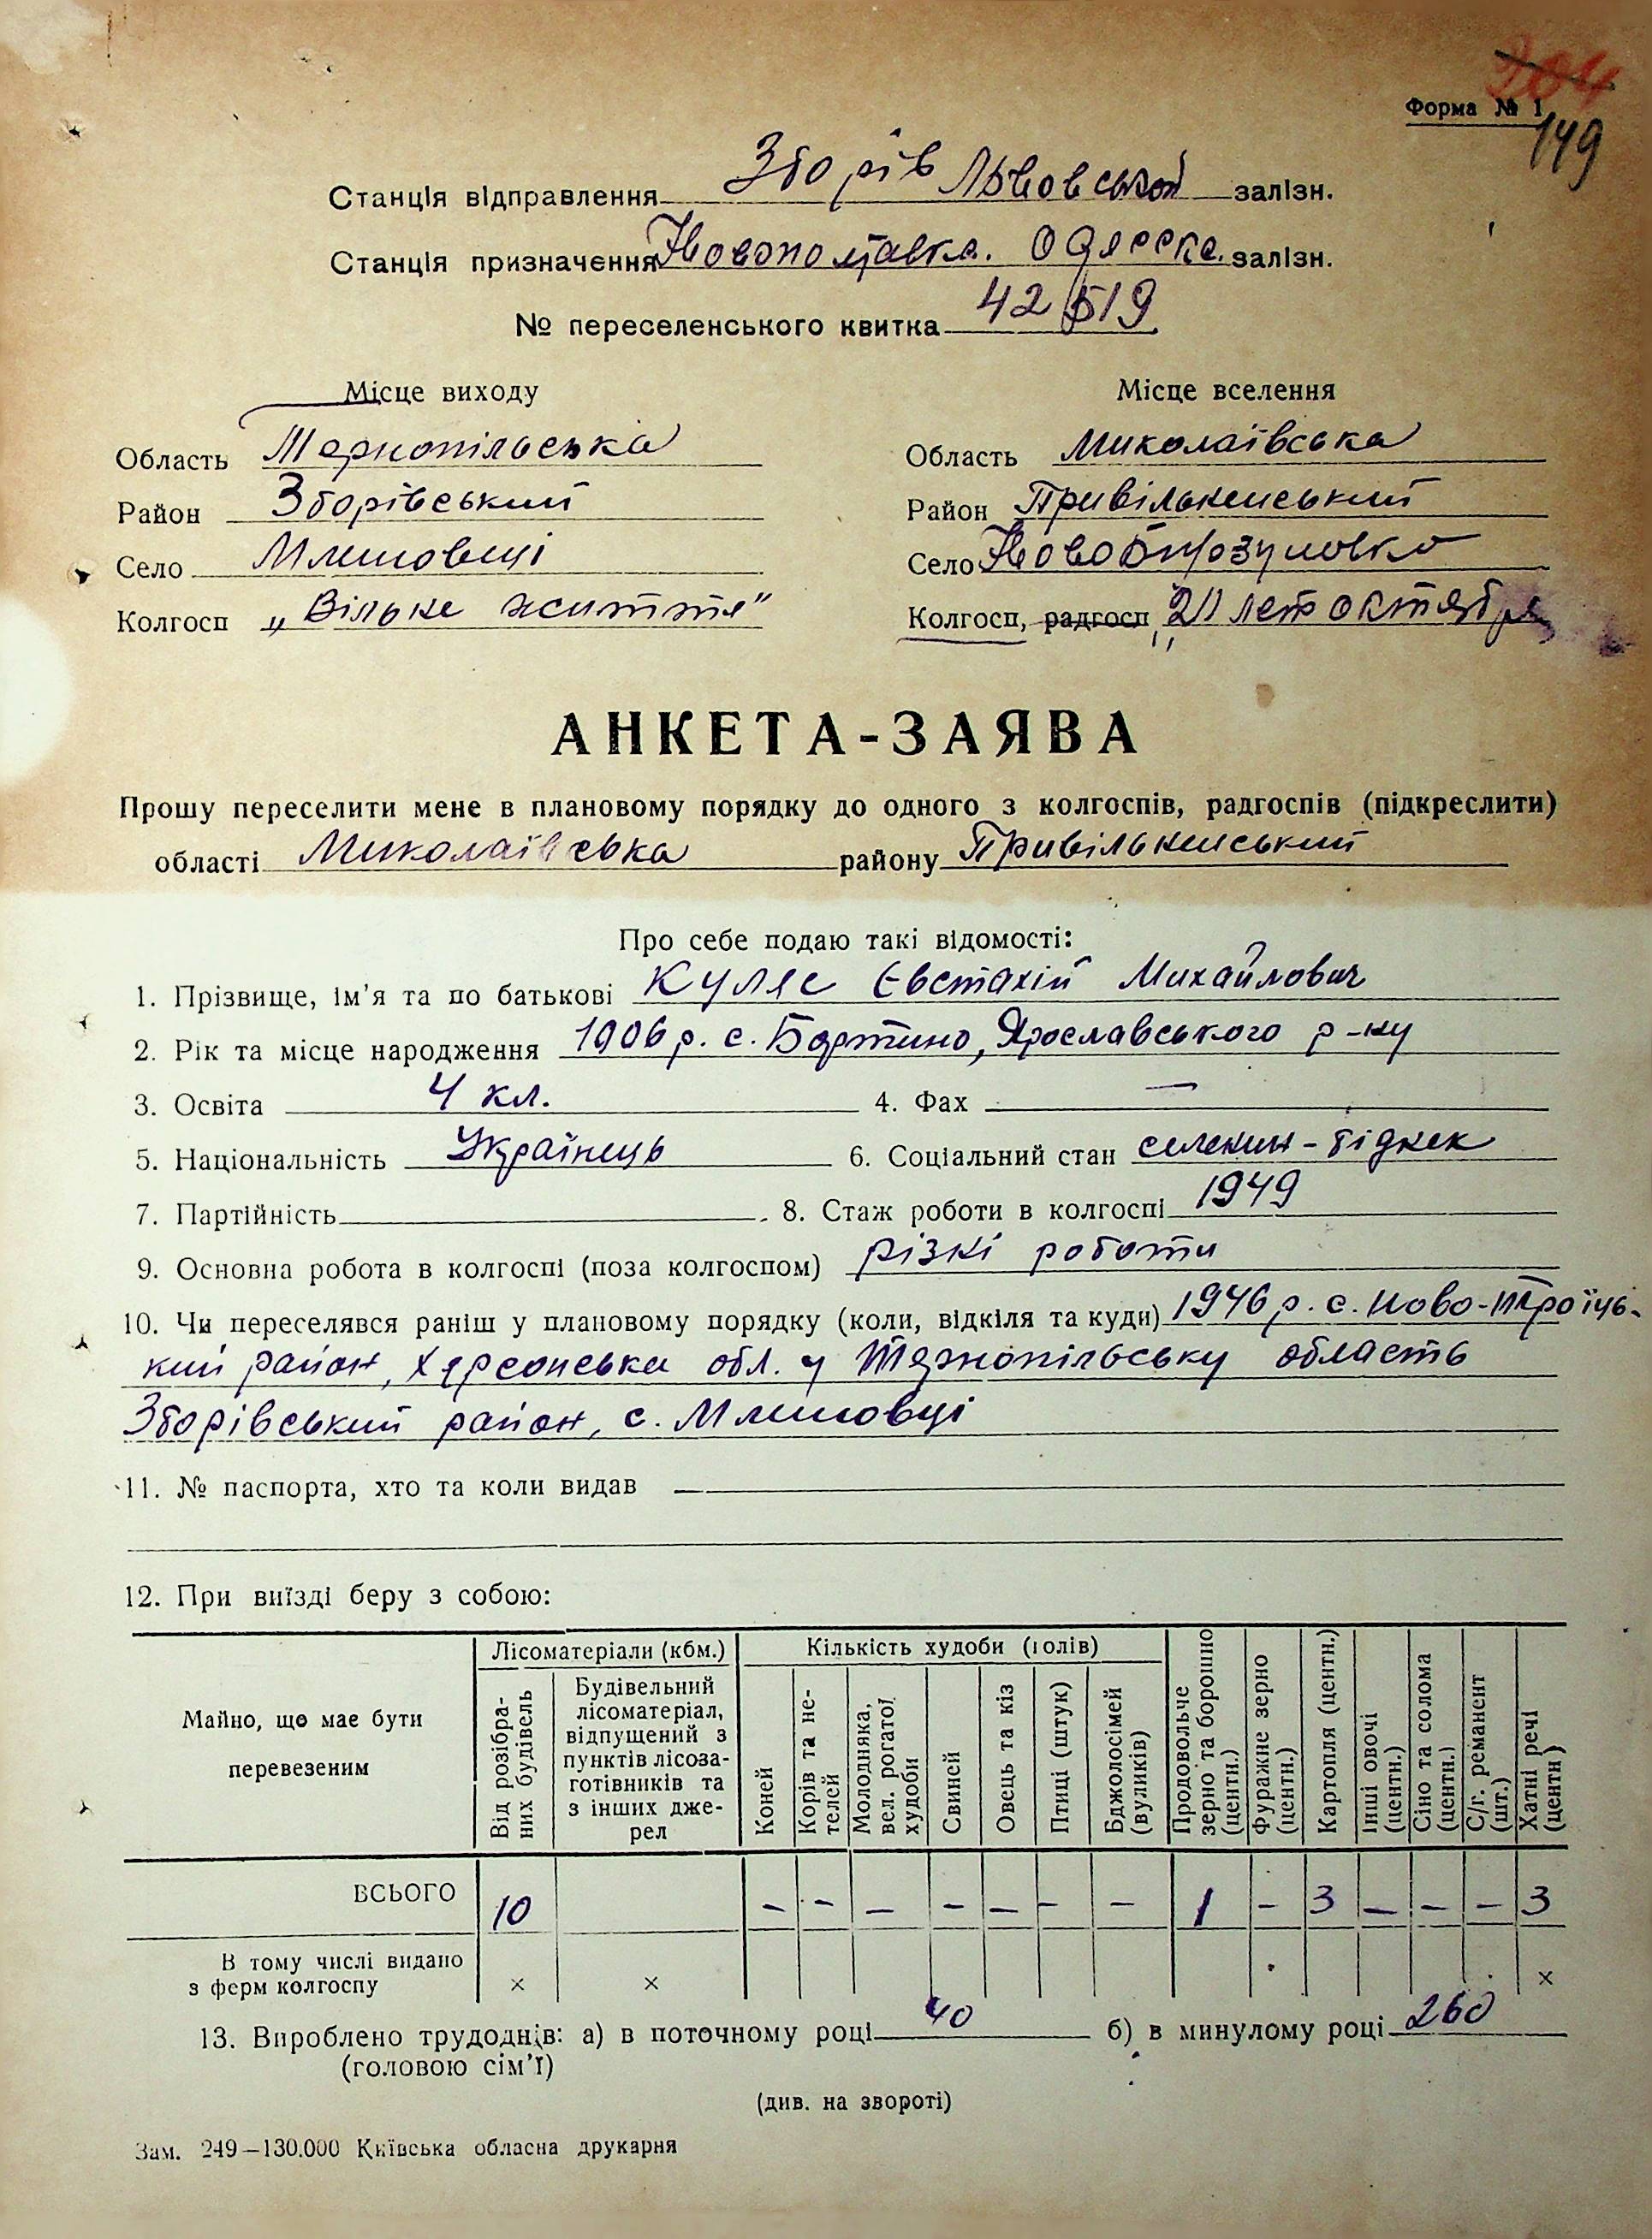 204
Форма № 1
149
Станція відправлення Зборів Львовской залізн.
Станція призначення Новополтавка. Одесска. залізн.
№ переселенського квитка 42519
Місце виходу
Місце вселення
Область Тернопільська
Область Миколаївська
Район Зборівський
Район Привільненський
Село Млиновці
Село
Колгосп „Вільне життя"
Колгосп, радгосп „ лет октября
АНКЕТА-ЗАЯВА
Прошу переселити мене в плановому порядку до одного з колгоспів, радгоспів (підкреслити)
області Миколаївська району Привільненський
Про себе подаю такі відомості:
1. Прізвище, ім'я та по батькові Куляс Євстахій Михайлович
2. Рік та місце народження 1906 р. с. Бортино, Ярославського р-ну
3. Освіта 4 кл. 4. Фах —
5. Національність Українець 6. Соціальний стан селянин - бідняк
7. Партійність 8. Стаж роботи в колгоспі 1949
9. Основна робота в колгоспі (поза колгоспом) різні роботи
10. Чи переселявся раніш у плановому порядку (коли, відкіля та куди) 1946 р. с. Ново-Троїць-
кий район, Херсонська обл. у Тернопільську область
Зборівський район, с. Млиновці
11. № паспорта, хто та коли видав
12. При виїзді беру з собою:
Майно, що має бути перевезеним
Лісоматеріали (кбм.)
Кількість худоби (голів)
Від розібраних будівель
Будівельний лісоматеріал, відпущений з пунктів лісоза-готівників та з інших дже-рел
Коней
Корів та не-телей
Молодняка, вел. рогатої худоби
Свиней
Овець та кіз
Птиці (штук)
Бджолосімей (вуликів)
Продовольче зерно та борошно (центн.)
Фуражне зерно (центн.)
Картопля (центн.)
Інші овочі (центн.)
Сіно та солома (центн.)
С/г. реманент (шт.)
Хатні речі (центн)
ВСЬОГО 10 — — — — — — — 1 — 3 — — — 3
В тому числі видано
з ферм колгоспу × × ×
13. Вироблено трудоднів: а) в поточному році 40 б) в минулому році 260
(головою сім'ї)
(див. на звороті)
Зам. 249—130.000 Київська обласна друкарня